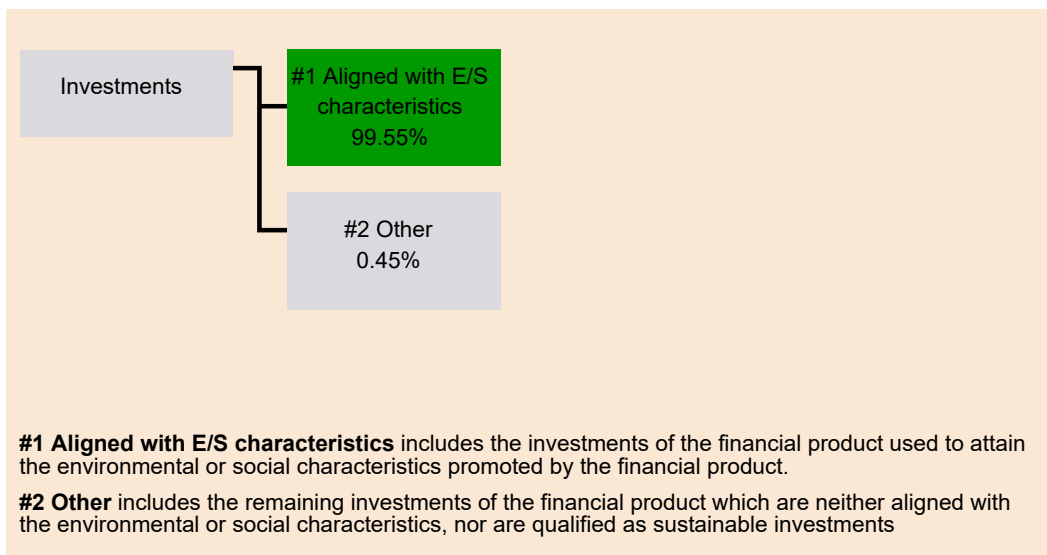 Investments
#1 Aligned with E/S
characteristics
99.55%
#2 Other
0.45%
#1 Aligned with E/S characteristics includes the investments of the financial product used to attain
the environmental or social characteristics promoted by the financial product.
#2 Other includes the remaining investments of the financial product which are neither aligned with
the environmental or social characteristics, nor are qualified as sustainable investments